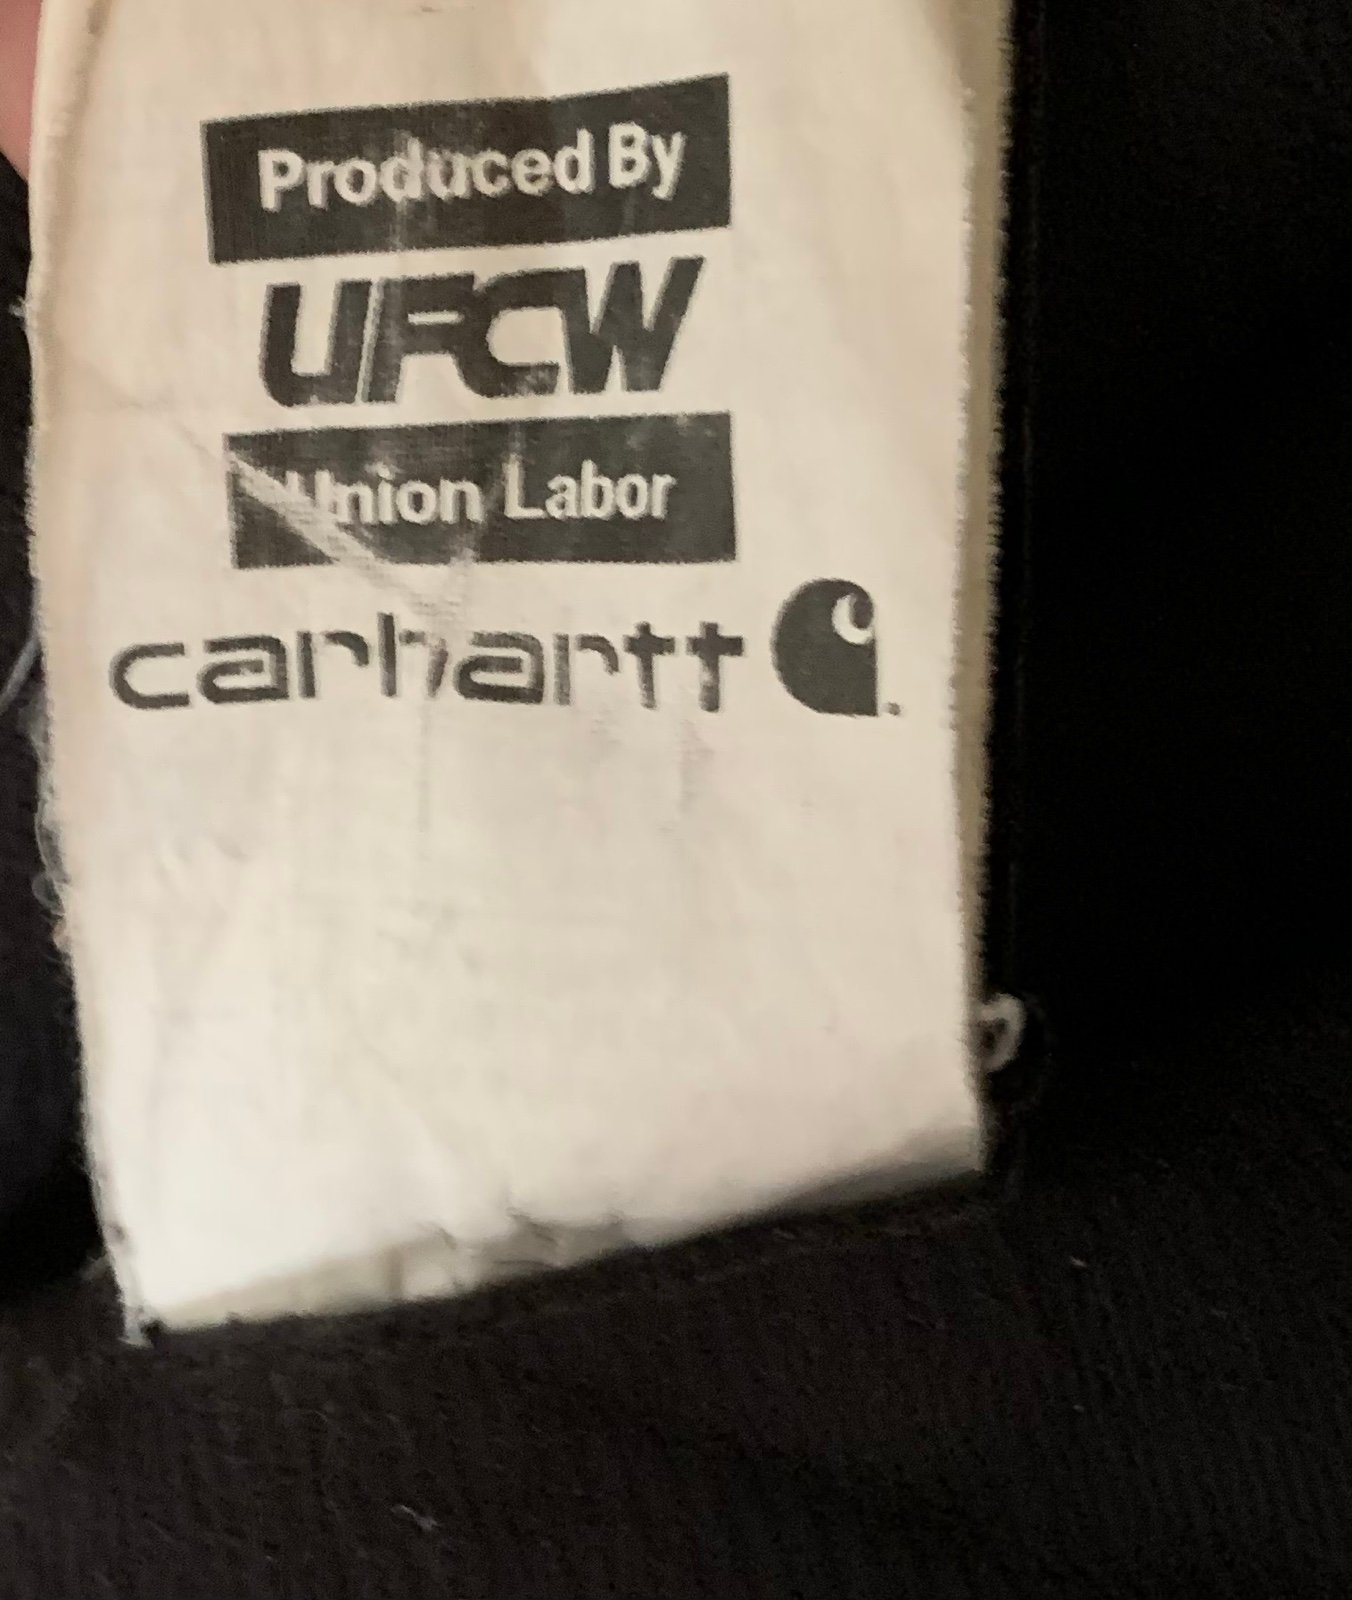 Produced By
UFCW
Union Labor
carhartt